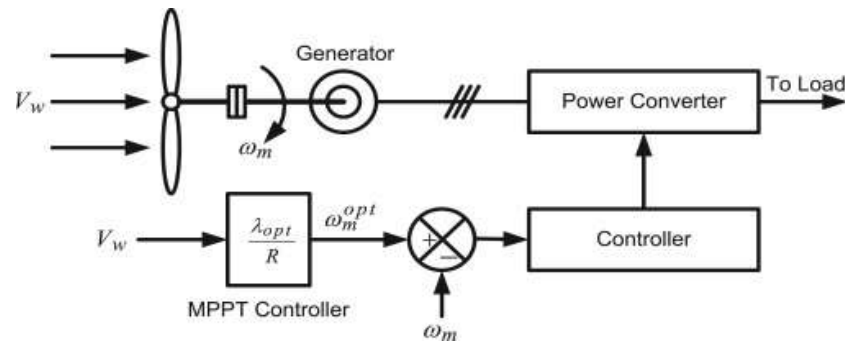 Generator
To Load
V_w
Power Converter
ω_m
V_w
λ_opt
R
ω_m^opt
+
−
Controller
MPPT Controller
ω_m